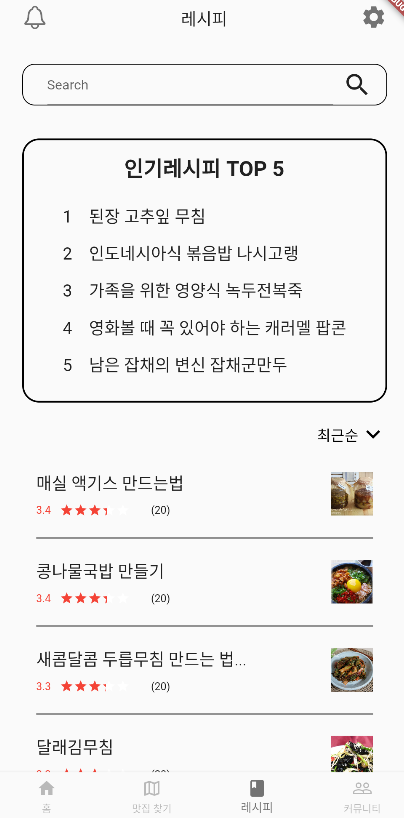 레시피
Search
인기레시피 TOP 5
1 된장 고추잎 무침
2 인도네시아식 볶음밥 나시고랭
3 가족을 위한 영양식 녹두전복죽
4 영화볼 때 꼭 있어야 하는 캐러멜 팝콘
5 남은 잡채의 변신 잡채군만두
최근순
매실 액기스 만드는법
3.4 (20)
콩나물국밥 만들기
3.4 (20)
새콤달콤 두릅무침 만드는 법...
3.3 (20)
달래김무침
홈
맛집 찾기
레시피
커뮤니티